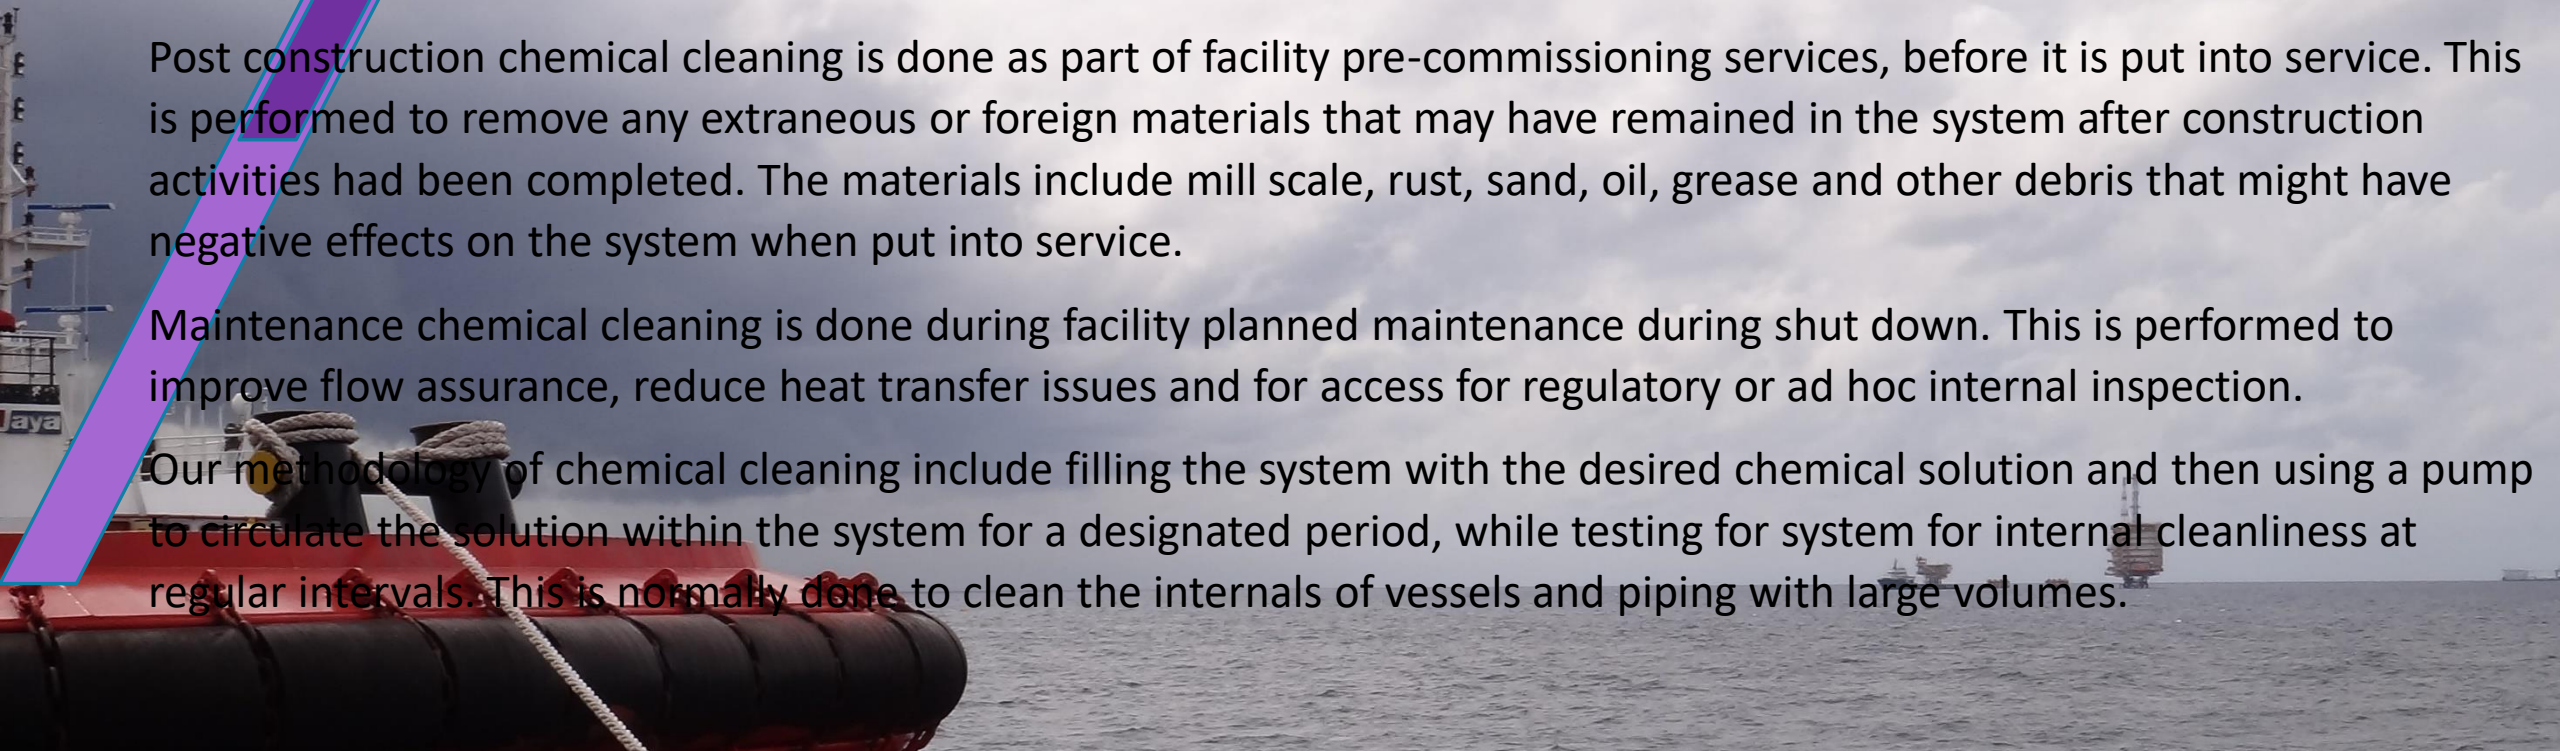 Post construction chemical cleaning is done as part of facility pre-commissioning services, before it is put into service. This
is performed to remove any extraneous or foreign materials that may have remained in the system after construction
activities had been completed. The materials include mill scale, rust, sand, oil, grease and other debris that might have
negative effects on the system when put into service.
Maintenance chemical cleaning is done during facility planned maintenance during shut down. This is performed to
improve flow assurance, reduce heat transfer issues and for access for regulatory or ad hoc internal inspection.
Jaya
Our methodology of chemical cleaning include filling the system with the desired chemical solution and then using a pump
to circulate the solution within the system for a designated period, while testing for system for internal cleanliness at
regular intervals. This is normally done to clean the internals of vessels and piping with large volumes.